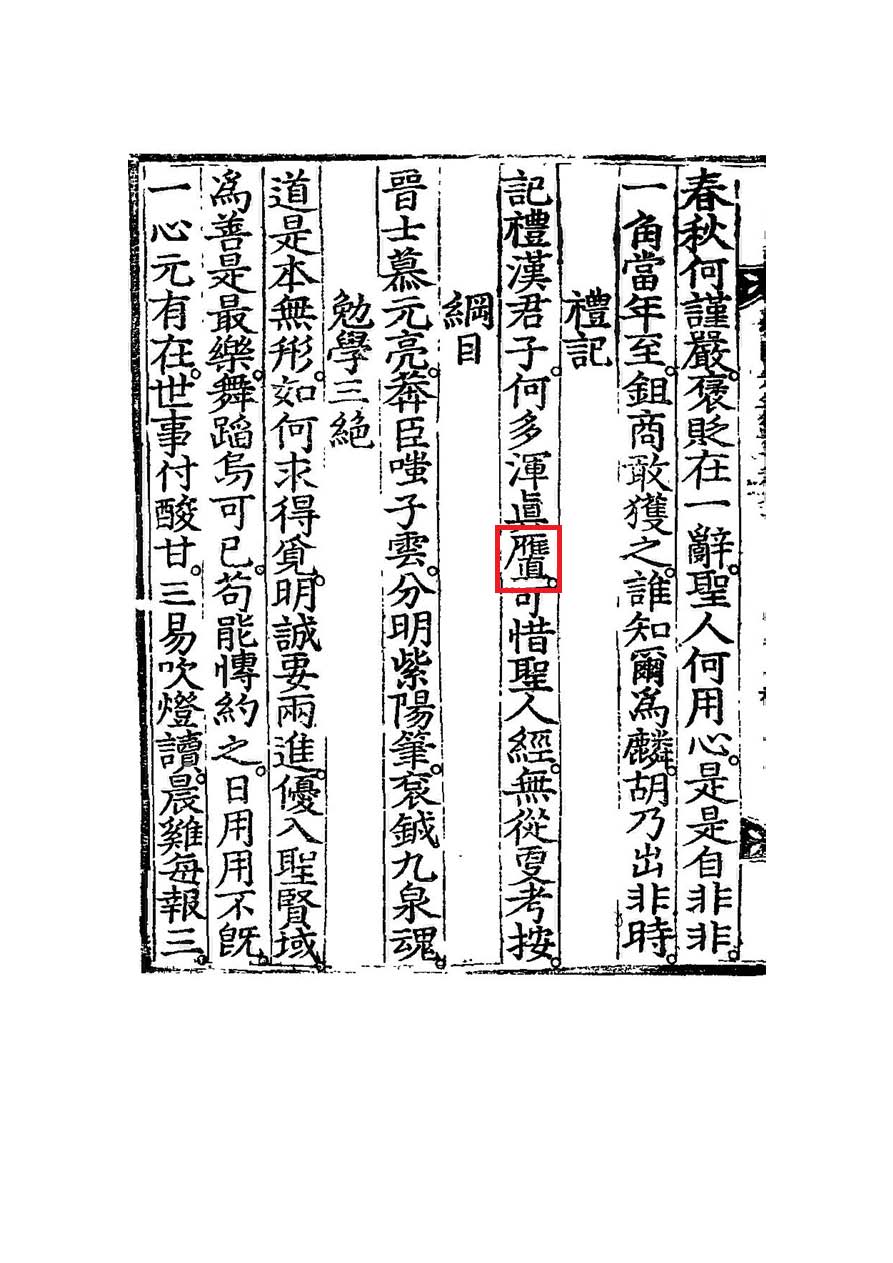 春秋何謹嚴。褒貶在一辭。聖人何用心。是是自非非。
一角當年至。鉏商敢獲之。誰知爾爲麟。胡乃出非時。
禮記
記禮漢君子。何多渾眞贗。可惜聖人經。無從更考按。
綱目
晉士慕元亮。莽臣嗤子雲。分明紫陽筆。袞鉞九泉魂。
勉學三絶
道是本無形。如何求得覓。明誠要兩進。優入聖賢域。
爲善是最樂。舞蹈烏可已。苟能慱約之。日用用不旣。
一心元有在。世事付酸甘。三易吹燈讀。晨雞每報三。